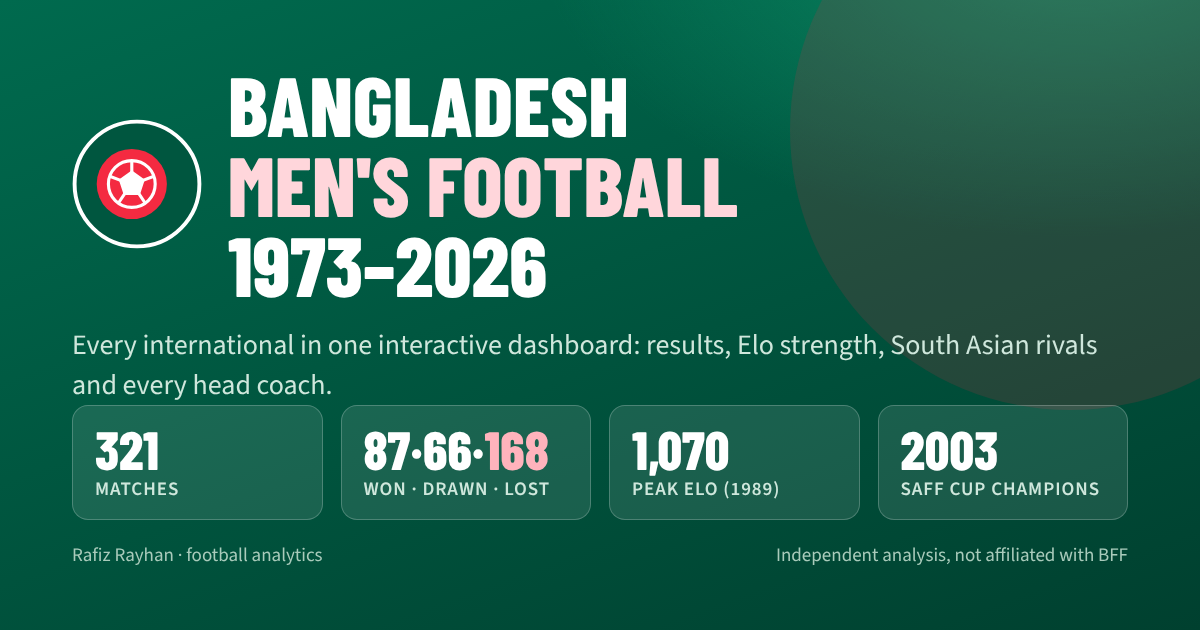 BANGLADESH
MEN'S FOOTBALL
1973–2026
Every international in one interactive dashboard: results, Elo strength, South Asian rivals
and every head coach.
321
MATCHES
87·66·168
WON · DRAWN · LOST
1,070
PEAK ELO (1989)
2003
SAFF CUP CHAMPIONS
Rafiz Rayhan · football analytics
Independent analysis, not affiliated with BFF